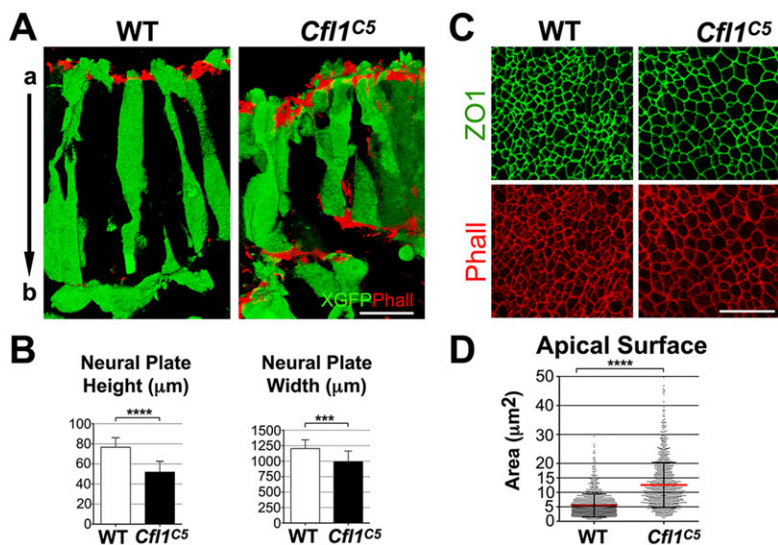 A
WT
Cfl1C5
a
b
XGFPPhall
B
Neural Plate
Height (μm)
****
80
60
40
20
0
WT
Cfl1C5
Neural Plate
Width (μm)
***
1500
1250
1000
750
500
250
0
WT
Cfl1C5
C
WT
Cfl1C5
ZO1
Phall
D
Apical Surface
****
Area (μm²)
50
40
30
20
15
10
5
0
WT
Cfl1C5